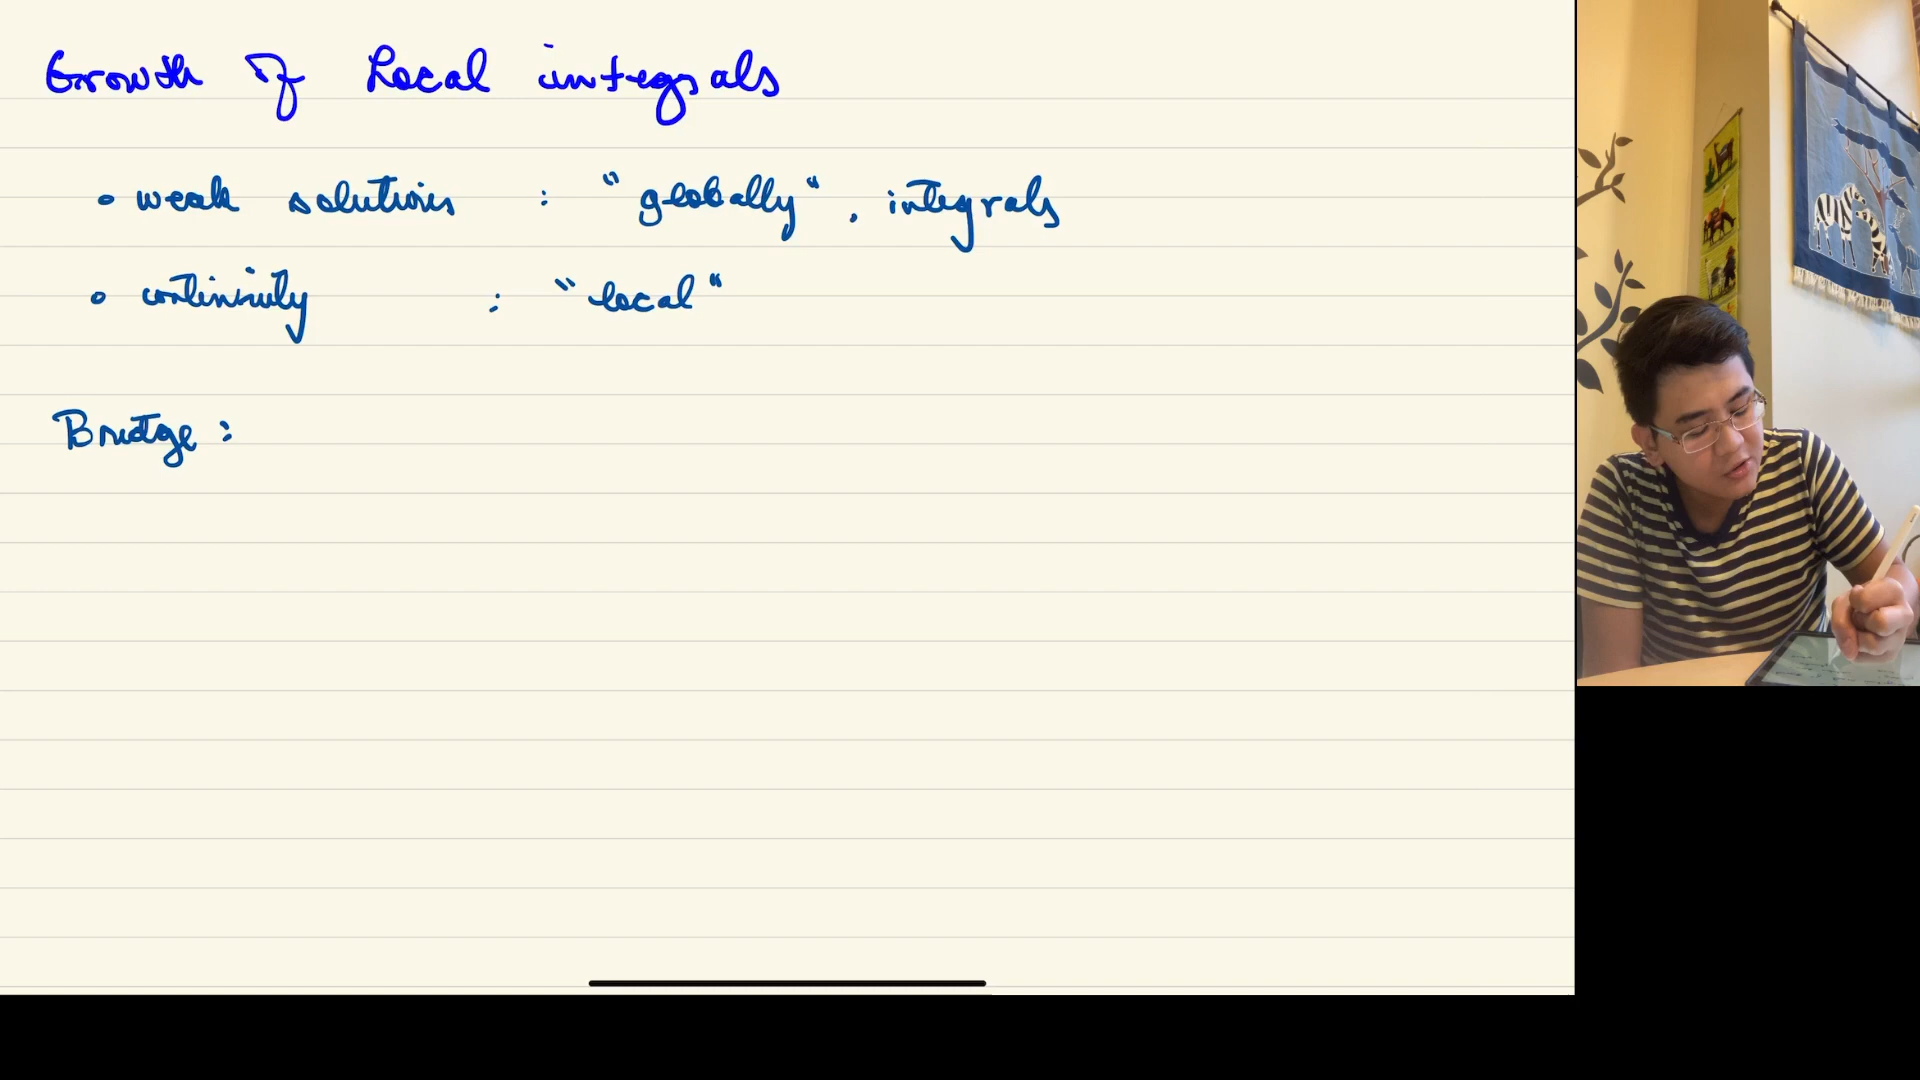 Growth of Local integrals
• weak solutions : "globally", integrals
• continuity : "local"
Bridge :